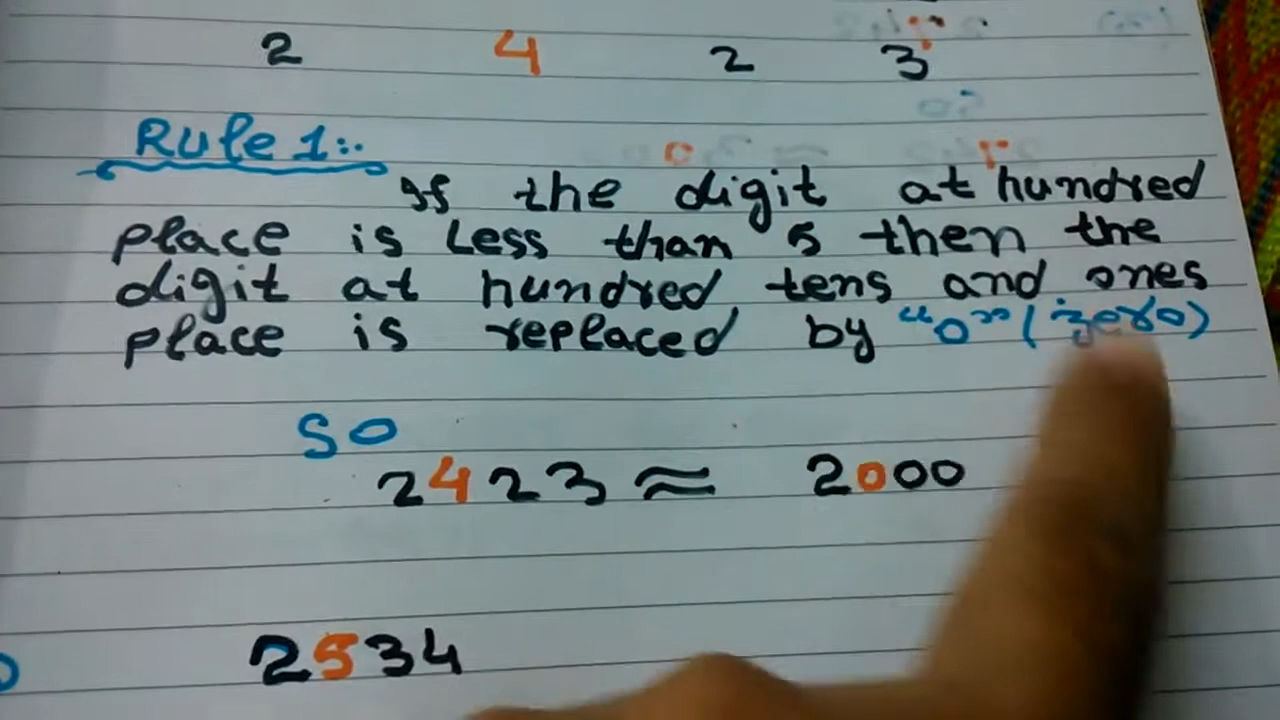 2 4 2 3
Rule 1:.
If the digit at hundred
place is less than 5 then the
digit at hundred tens and ones
place is replaced by "0" (zero)
SO
2423 ≈ 2000
2534